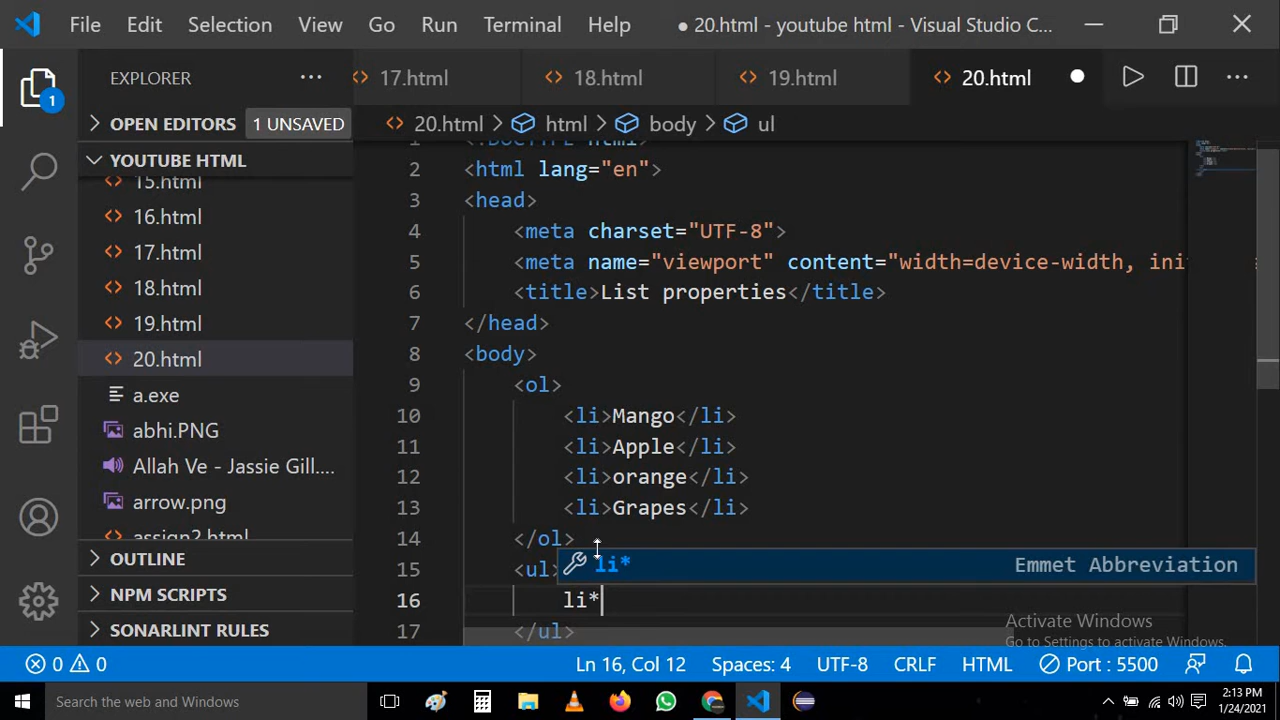 File Edit Selection View Go Run Terminal Help ● 20.html - youtube html - Visual Studio C...
EXPLORER ...
17.html 18.html 19.html 20.html
OPEN EDITORS 1 UNSAVED
20.html > html > body > ul
YOUTUBE HTML
15.html
16.html
17.html
18.html
19.html
20.html
a.exe
abhi.PNG
Allah Ve - Jassie Gill....
arrow.png
assign2.html
OUTLINE
NPM SCRIPTS
SONARLINT RULES
1
1 <!DOCTYPE html>
2 <html lang="en">
3 <head>
4 <meta charset="UTF-8">
5 <meta name="viewport" content="width=device-width, ini
6 <title>List properties</title>
7 </head>
8 <body>
9 <ol>
10 <li>Mango</li>
11 <li>Apple</li>
12 <li>orange</li>
13 <li>Grapes</li>
14 </ol>
15 <ul>
li* Emmet Abbreviation
16 li*
17 </ul>
Activate Windows
Go to Settings to activate Windows.
0 0 Ln 16, Col 12 Spaces: 4 UTF-8 CRLF HTML Port : 5500
Search the web and Windows
2:13 PM
1/24/2021